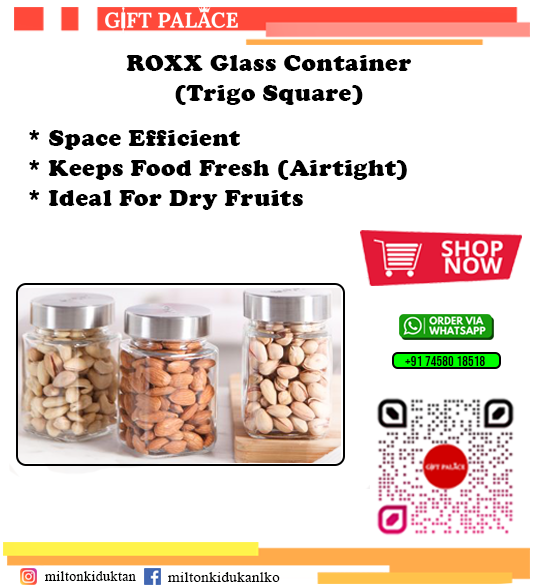 GIFT PALACE
ROXX Glass Container
(Trigo Square)
* Space Efficient
* Keeps Food Fresh (Airtight)
* Ideal For Dry Fruits
SHOP
NOW
ORDER VIA
WHATSAPP
+91 74580 18518
GIFT PALACE
miltonkiduktan
miltonkidukanlko